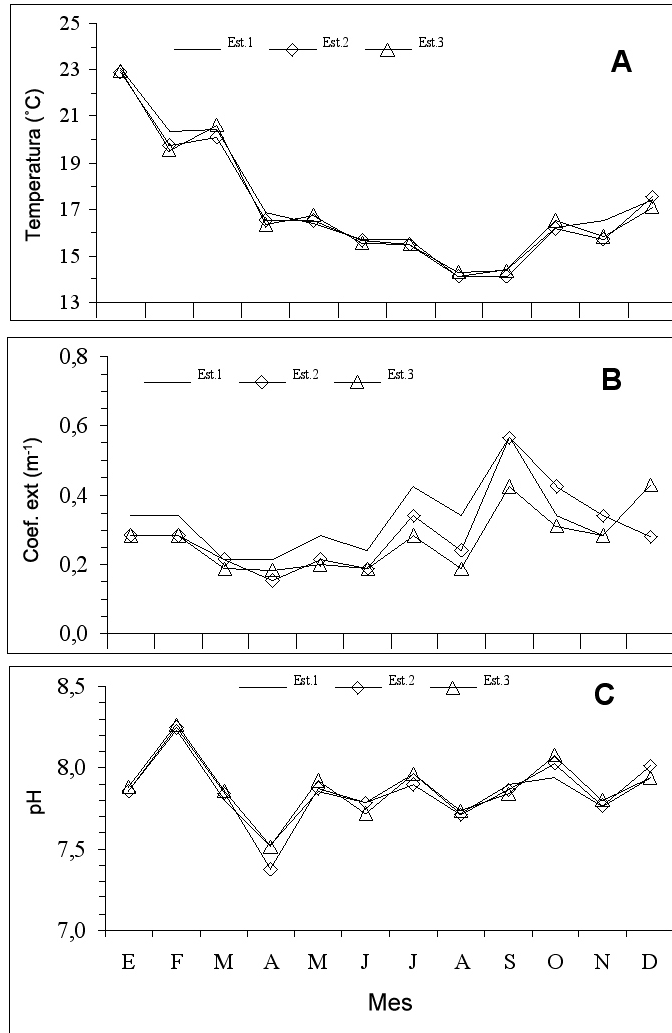 Est.1 Est.2 Est.3
A
Temperatura (˚C)
25
23
21
19
17
15
13
Est.1 Est.2 Est.3
B
Coef. ext (m-1)
0,8
0,6
0,4
0,2
0,0
Est.1 Est.2 Est.3
C
pH
8,5
8,0
7,5
7,0
E F M A M J J A S O N D
Mes